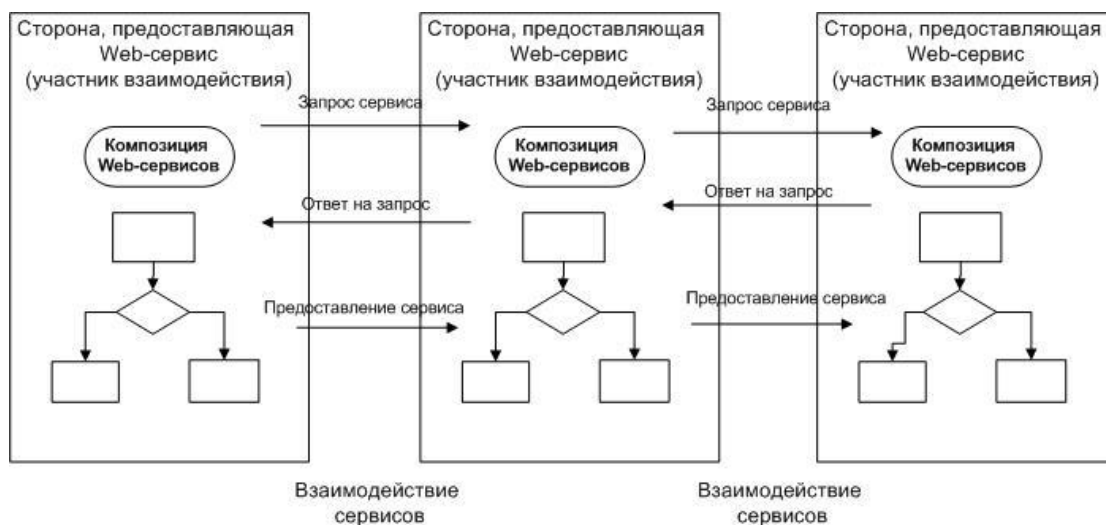 Сторона, предоставляющая
Web-сервис
(участник взаимодействия)
Сторона, предоставляющая
Web-сервис
(участник взаимодействия)
Сторона, предоставляющая
Web-сервис
(участник взаимодействия)
Запрос сервиса
Запрос сервиса
Композиция
Web-сервисов
Композиция
Web-сервисов
Композиция
Web-сервисов
Ответ на запрос
Ответ на запрос
Предоставление сервиса
Предоставление сервиса
Взаимодействие
сервисов
Взаимодействие
сервисов